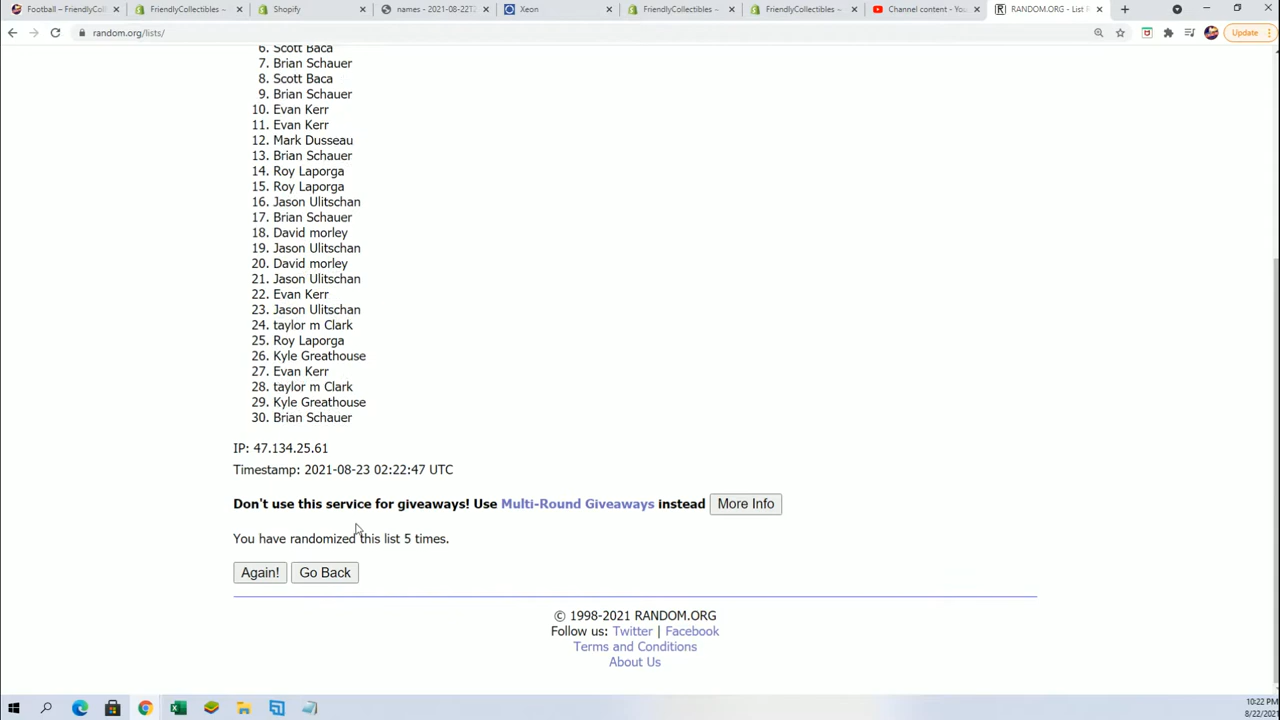 Football – FriendlyColl
FriendlyCollectibles ~
Shopify
names - 2021-08-22T
Xeon
FriendlyCollectibles ~
FriendlyCollectibles ~
Channel content - You
RANDOM.ORG - List
random.org/lists/
Update
6. Scott Baca
7. Brian Schauer
8. Scott Baca
9. Brian Schauer
10. Evan Kerr
11. Evan Kerr
12. Mark Dusseau
13. Brian Schauer
14. Roy Laporga
15. Roy Laporga
16. Jason Ulitschan
17. Brian Schauer
18. David morley
19. Jason Ulitschan
20. David morley
21. Jason Ulitschan
22. Evan Kerr
23. Jason Ulitschan
24. taylor m Clark
25. Roy Laporga
26. Kyle Greathouse
27. Evan Kerr
28. taylor m Clark
29. Kyle Greathouse
30. Brian Schauer
IP: 47.134.25.61
Timestamp: 2021-08-23 02:22:47 UTC
Don't use this service for giveaways! Use Multi-Round Giveaways instead More Info
You have randomized this list 5 times.
Again! Go Back
© 1998-2021 RANDOM.ORG
Follow us: Twitter | Facebook
Terms and Conditions
About Us
10:22 PM
8/22/2021